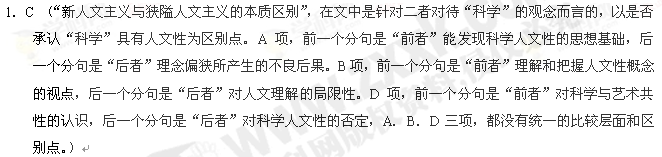 1. C （“新人文主义与狭隘人文主义的本质区别”，在文中是针对二者对待“科学”的观念而言的，以是否
承认“科学”具有人文性为区别点。A 项，前一个分句是“前者”能发现科学人文性的思想基础，后
一个分句是“后者”理念偏狭所产生的不良后果。B项，前一个分句是“前者”理解和把握人文性概念
的视点，后一个分句是“后者”对人文理解的局限性。D 项，前一个分句是“前者”对科学与艺术共
性的认识，后一个分句是“后者”对科学人文性的否定，A．B．D 三项，都没有统一的比较层面和区
别点。）